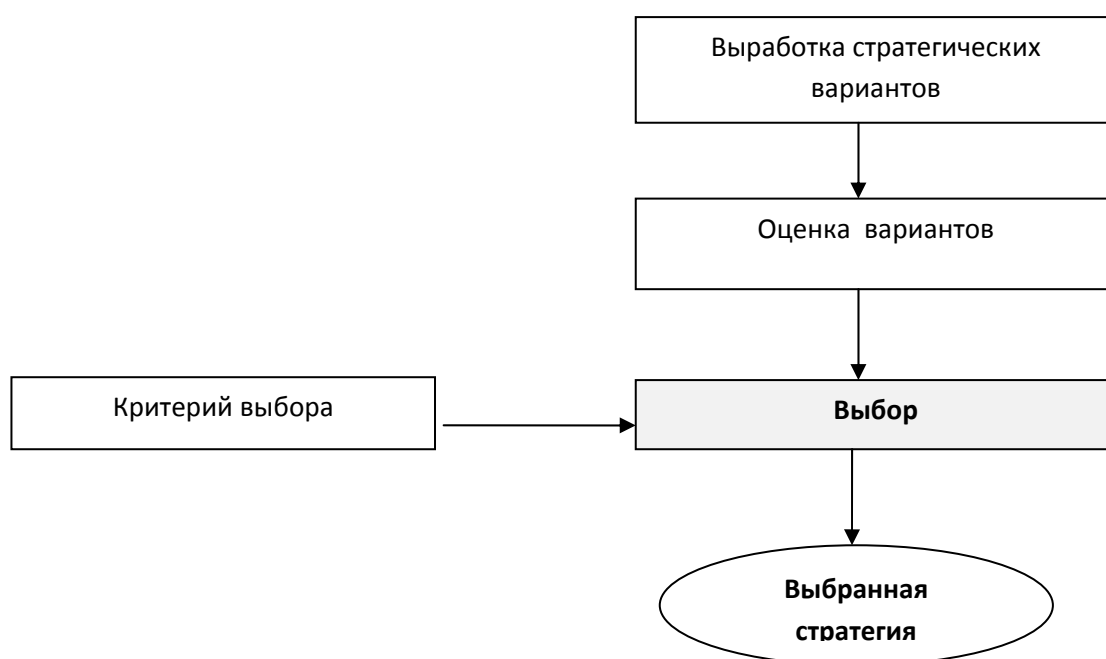 Выработка стратегических
вариантов
Оценка вариантов
Критерий выбора
Выбор
Выбранная
стратегия